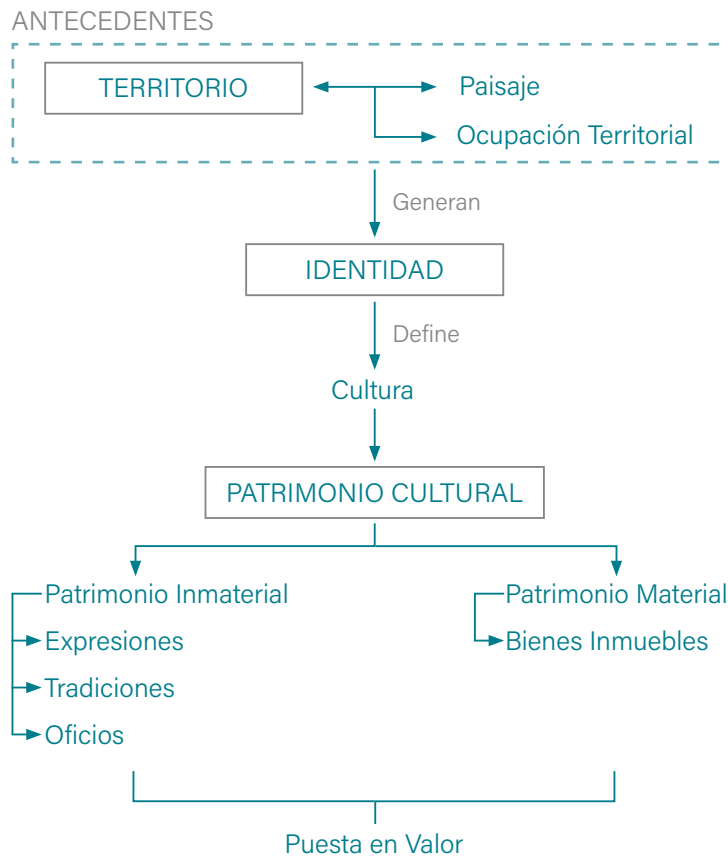 ANTECEDENTES
TERRITORIO
Paisaje
Ocupación Territorial
Generan
IDENTIDAD
Define
Cultura
PATRIMONIO CULTURAL
Patrimonio Inmaterial
Expresiones
Tradiciones
Oficios
Patrimonio Material
Bienes Inmuebles
Puesta en Valor